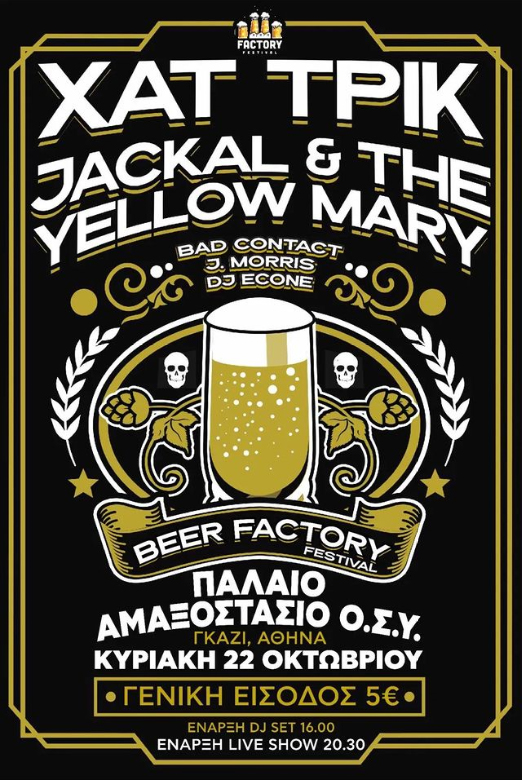 FACTORY
FESTIVAL
ΧΑΤ ΤΡΙΚ
JACKAL & THE
YELLOW MARY
BAD CONTACT
J. MORRIS
DJ ECONE
BEER FACTORY
FESTIVAL
ΠΑΛΑΙΟ
ΑΜΑΞΟΣΤΑΣΙΟ Ο.Σ.Υ.
ΓΚΑΖΙ, ΑΘΗΝΑ
ΚΥΡΙΑΚΗ 22 ΟΚΤΩΒΡΙΟΥ
•ΓΕΝΙΚΗ ΕΙΣΟΔΟΣ 5€•
ΕΝΑΡΞΗ DJ SET 16.00
ΕΝΑΡΞΗ LIVE SHOW 20.30